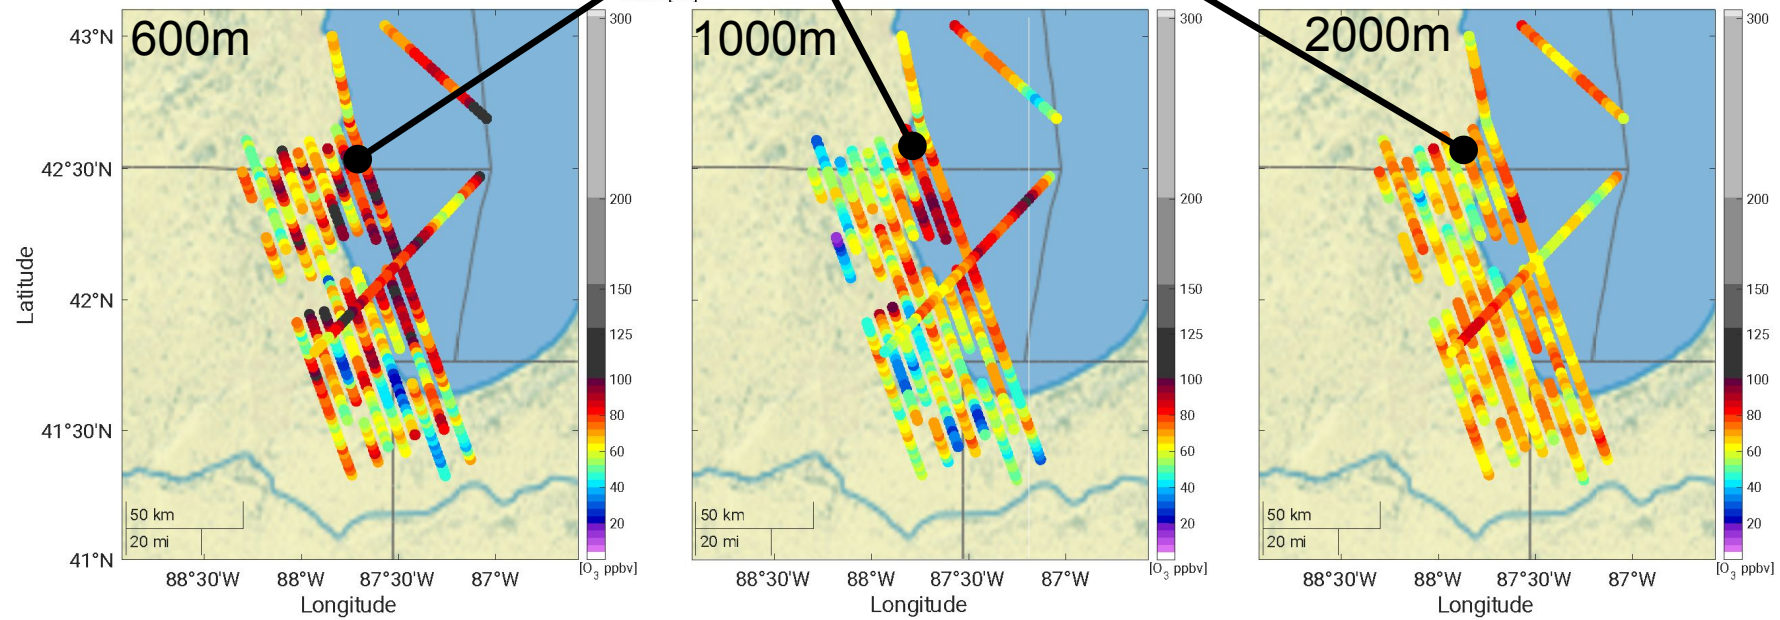 600m
1000m
2000m
43°N
42°30'N
42°N
41°30'N
41°N
Latitude
300
200
150
125
100
80
60
40
20
[O3 ppbv]
50 km
20 mi
88°30'W
88°W
87°30'W
87°W
Longitude
300
200
150
125
100
80
60
40
20
[O3 ppbv]
50 km
20 mi
88°30'W
88°W
87°30'W
87°W
Longitude
300
200
150
125
100
80
60
40
20
[O3 ppbv]
50 km
20 mi
88°30'W
88°W
87°30'W
87°W
Longitude